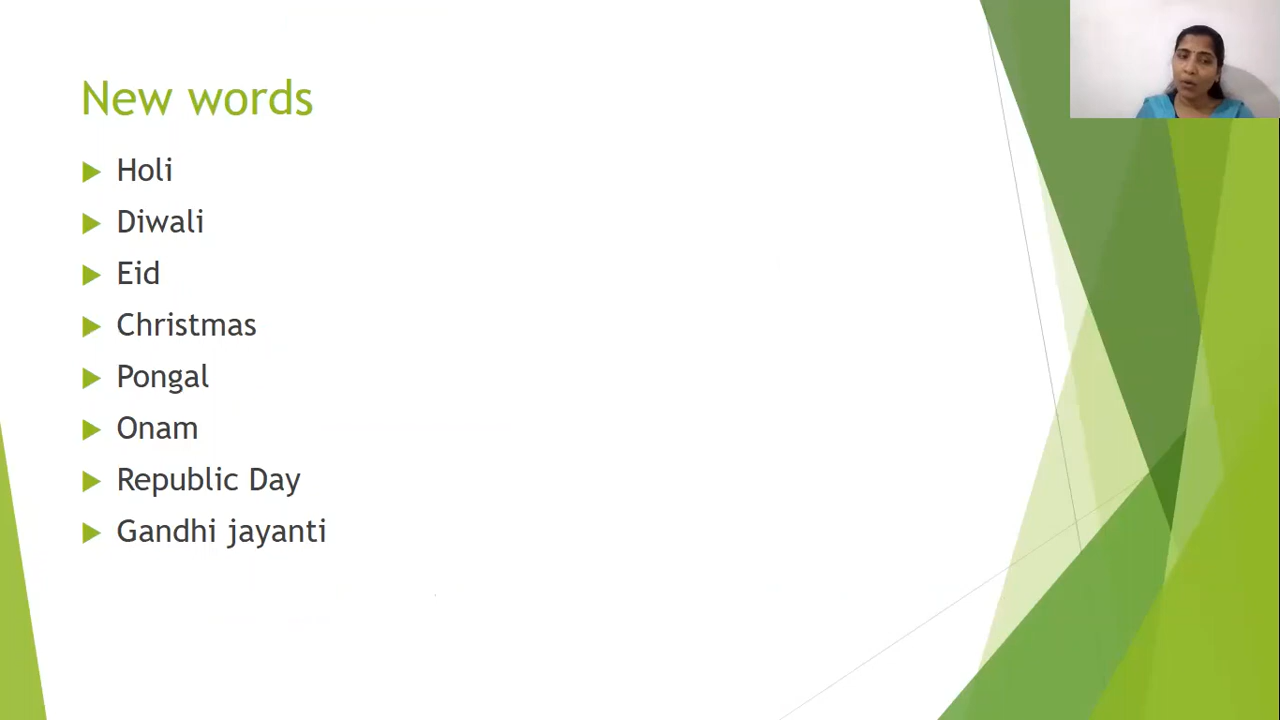 New words
Holi
Diwali
Eid
Christmas
Pongal
Onam
Republic Day
Gandhi jayanti